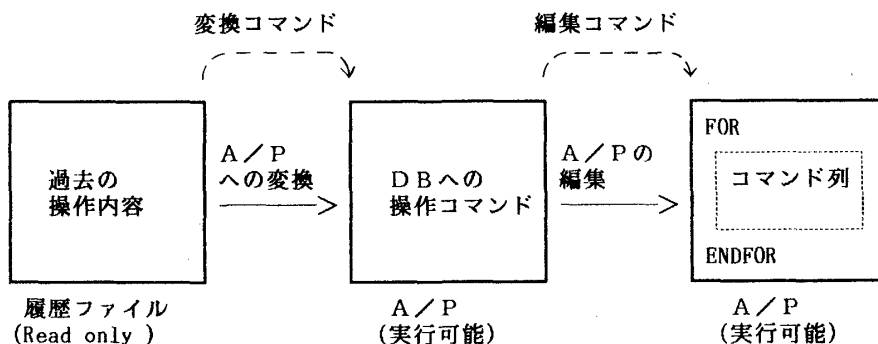 変換コマンド
編集コマンド
過去の
操作内容
A/P
への変換
DBへの
操作コマンド
A/Pの
編集
FOR
コマンド列
ENDFOR
履歴ファイル
(Read only )
A/P
(実行可能)
A/P
(実行可能)